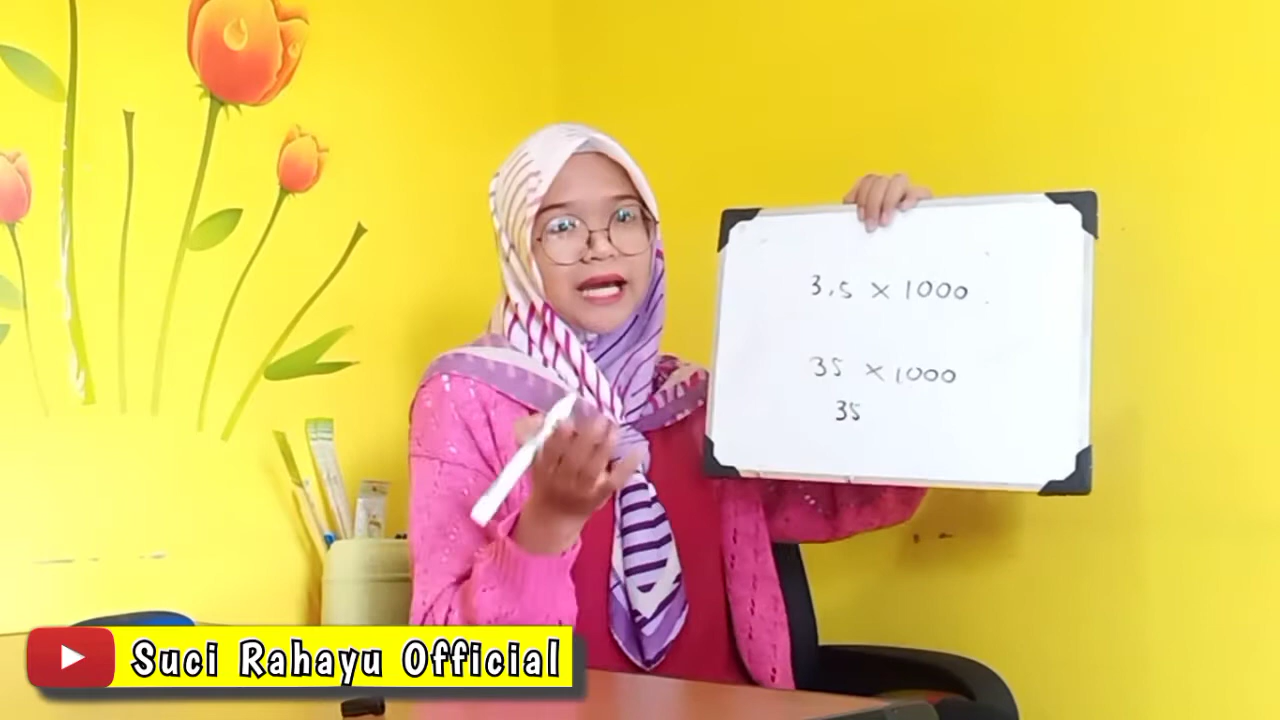 3,5 x 1000
35 x 1000
35
Suci Rahayu Official